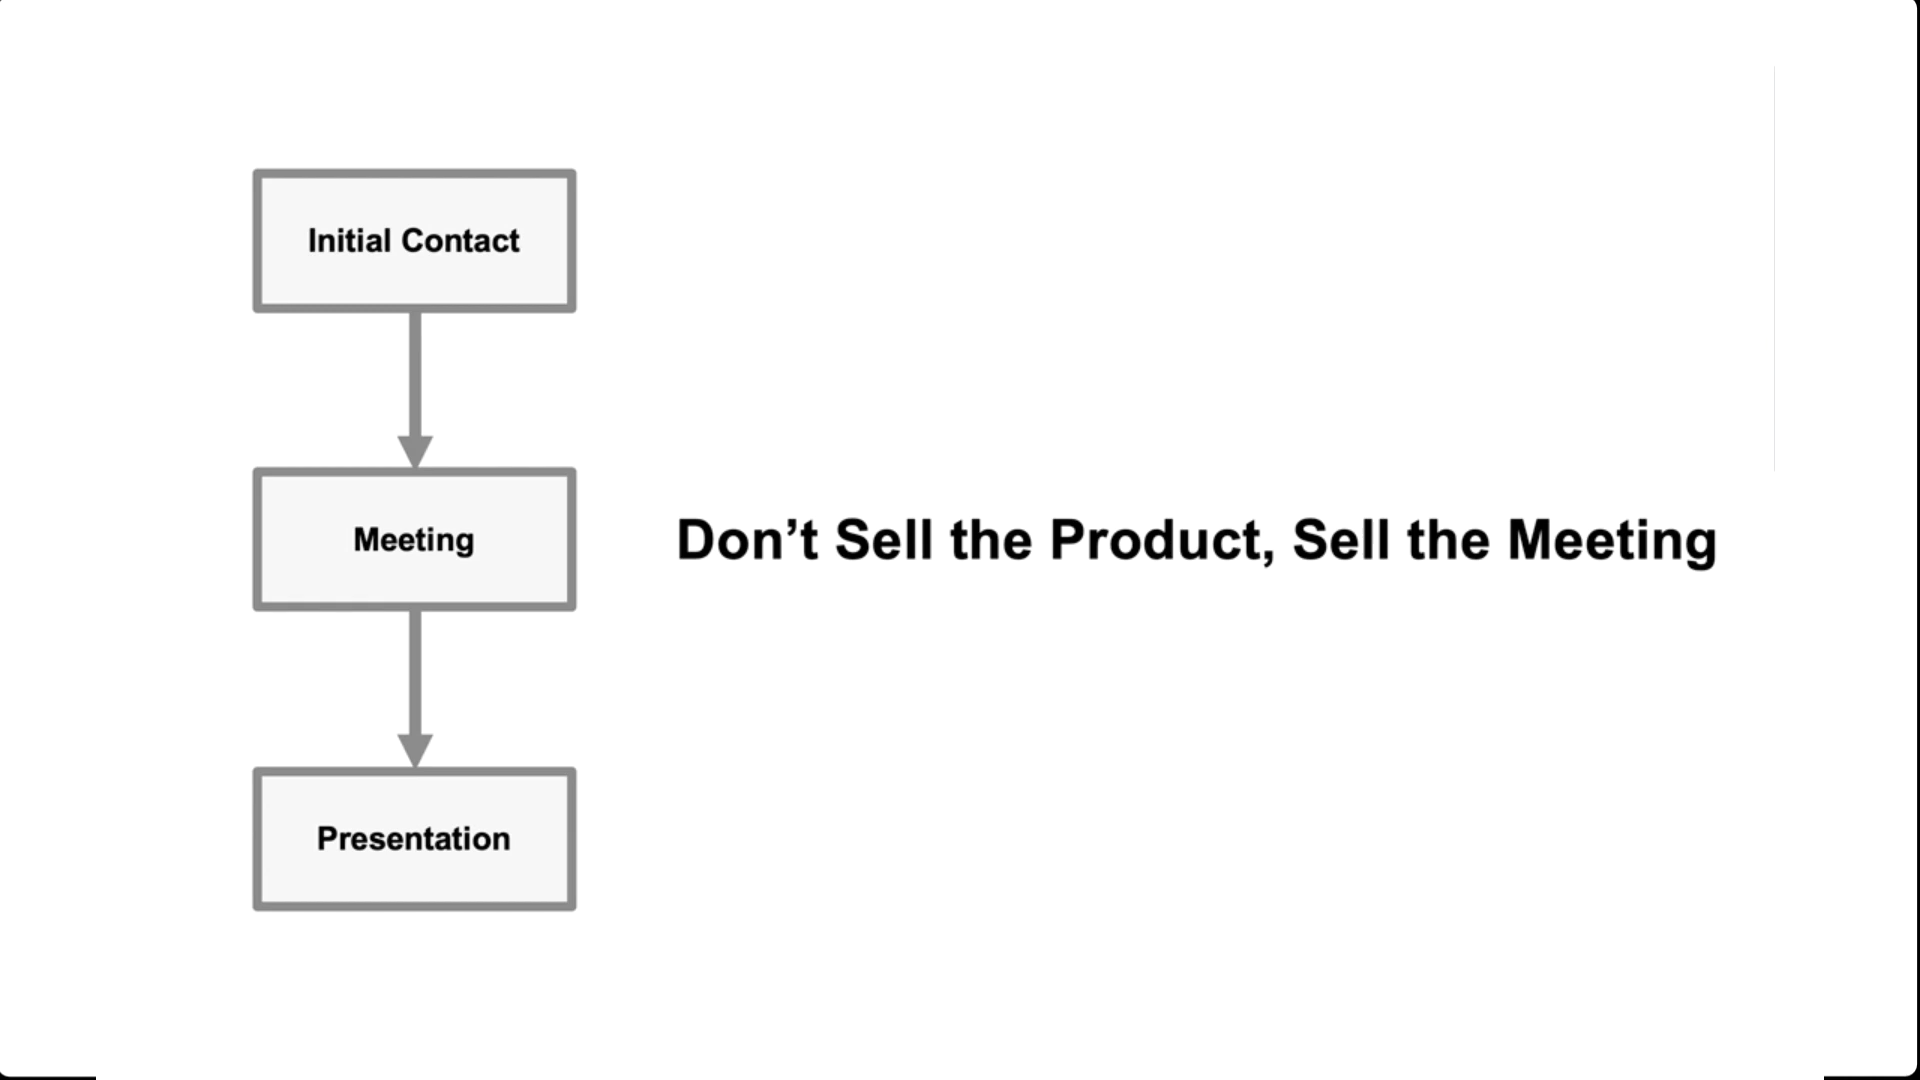 Initial Contact
Meeting
Don’t Sell the Product, Sell the Meeting
Presentation